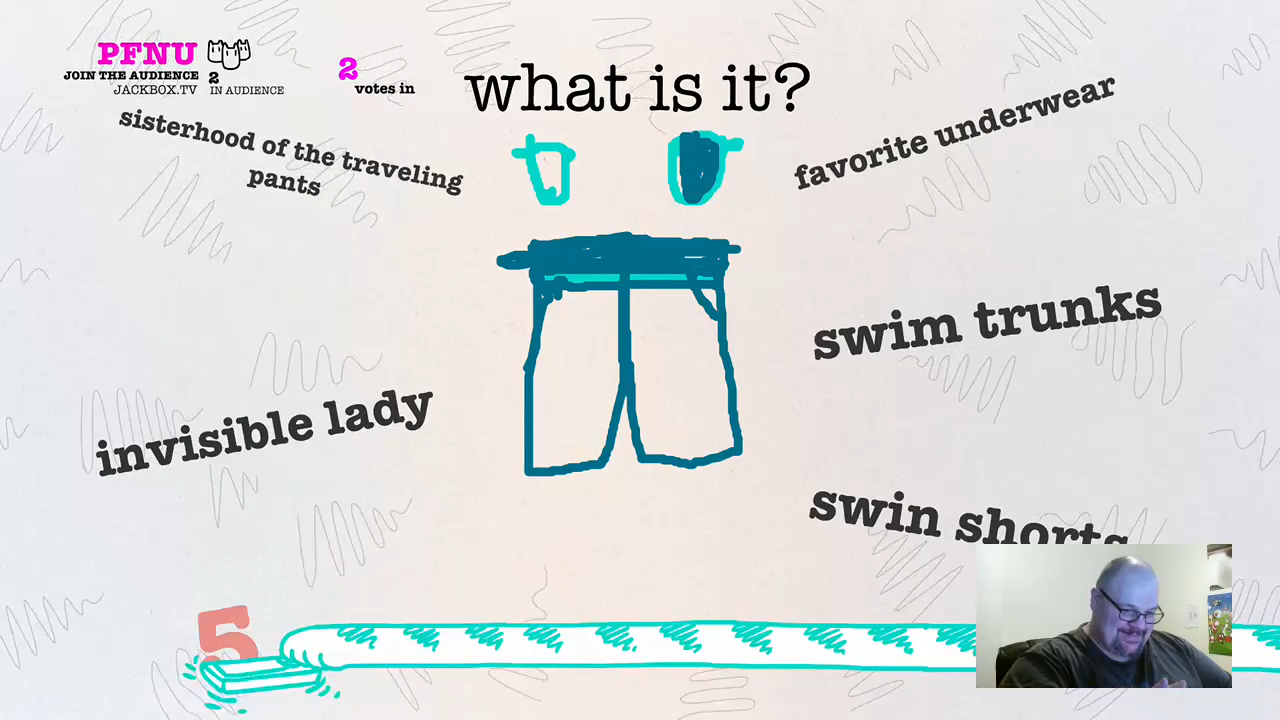 PFNU
JOIN THE AUDIENCE
JACKBOX.TV
2
IN AUDIENCE
2
votes in
what is it?
sisterhood of the traveling
pants
favorite underwear
swim trunks
invisible lady
swin shorts
5